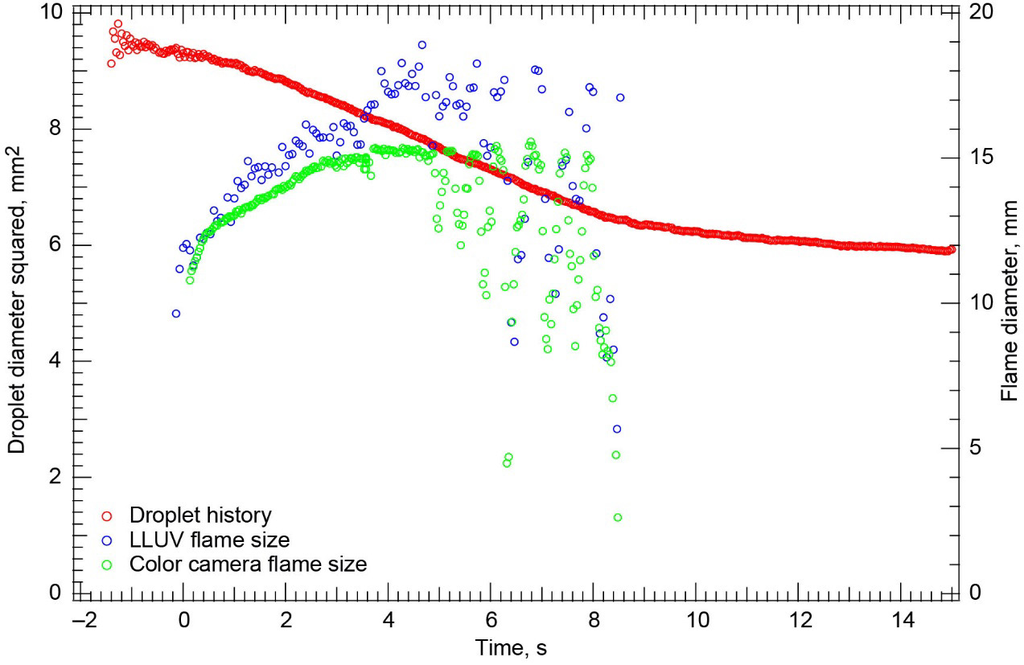 10
8
6
4
2
0
Droplet diameter squared, mm2
20
15
10
5
0
Flame diameter, mm
Droplet history
LLUV flame size
Color camera flame size
–2 0 2 4 6 8 10 12 14
Time, s